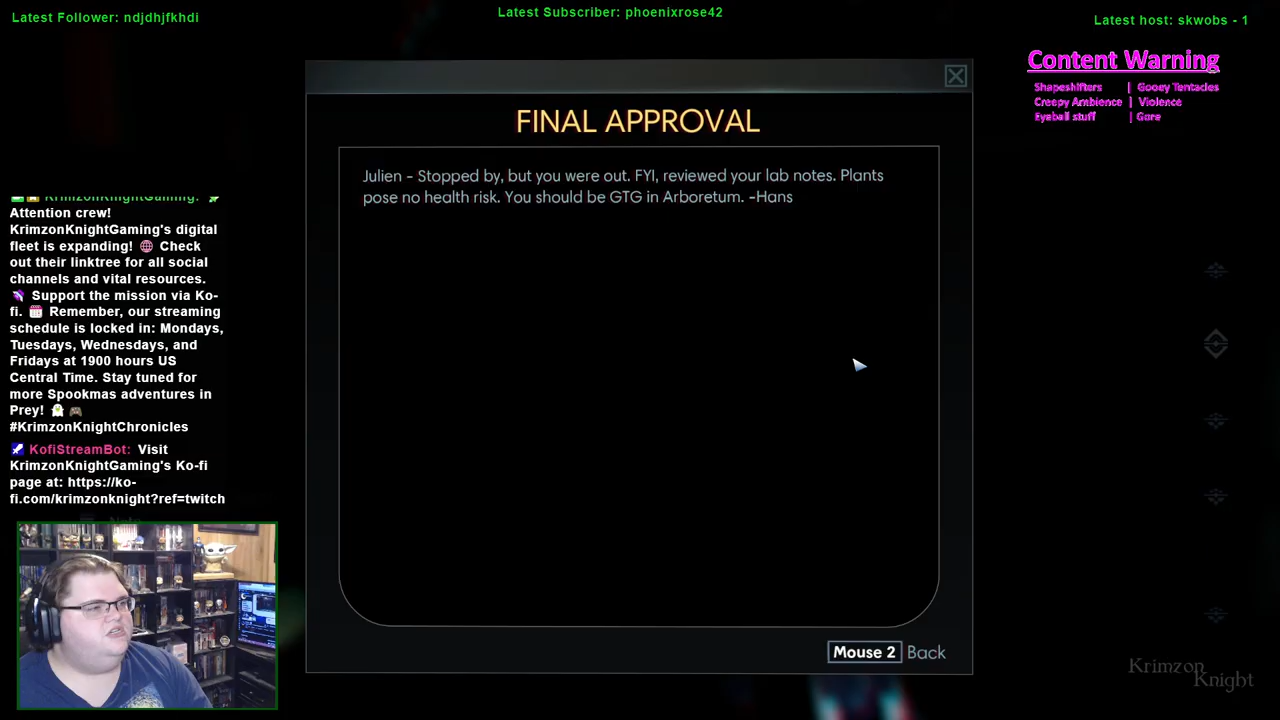 Latest Follower: ndjdhjfkhdi
Latest Subscriber: phoenixrose42
Latest host: skwobs - 1
Content Warning
Shapeshifters | Gooey Tentacles
Creepy Ambience | Violence
Eyeball stuff | Gore
FINAL APPROVAL
Julien - Stopped by, but you were out. FYI, reviewed your lab notes. Plants
pose no health risk. You should be GTG in Arboretum. -Hans
KrimzonKnightGaming:
Attention crew!
KrimzonKnightGaming's digital
fleet is expanding! 🌐 Check
out their linktree for all social
channels and vital resources.
🚀 Support the mission via Ko-
fi. 📅 Remember, our streaming
schedule is locked in: Mondays,
Tuesdays, Wednesdays, and
Fridays at 1900 hours US
Central Time. Stay tuned for
more Spookmas adventures in
Prey! 👻 🎮
#KrimzonKnightChronicles
KofiStreamBot: Visit
KrimzonKnightGaming's Ko-fi
page at: https://ko-
fi.com/krimzonknight?ref=twitch
Mouse 2 Back
Krimzon
Knight